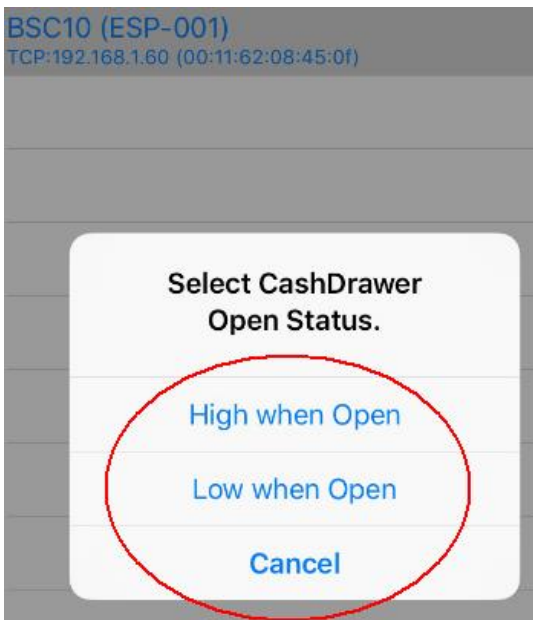 BSC10 (ESP-001)
TCP:192.168.1.60 (00:11:62:08:45:0f)
Select CashDrawer
Open Status.
High when Open
Low when Open
Cancel